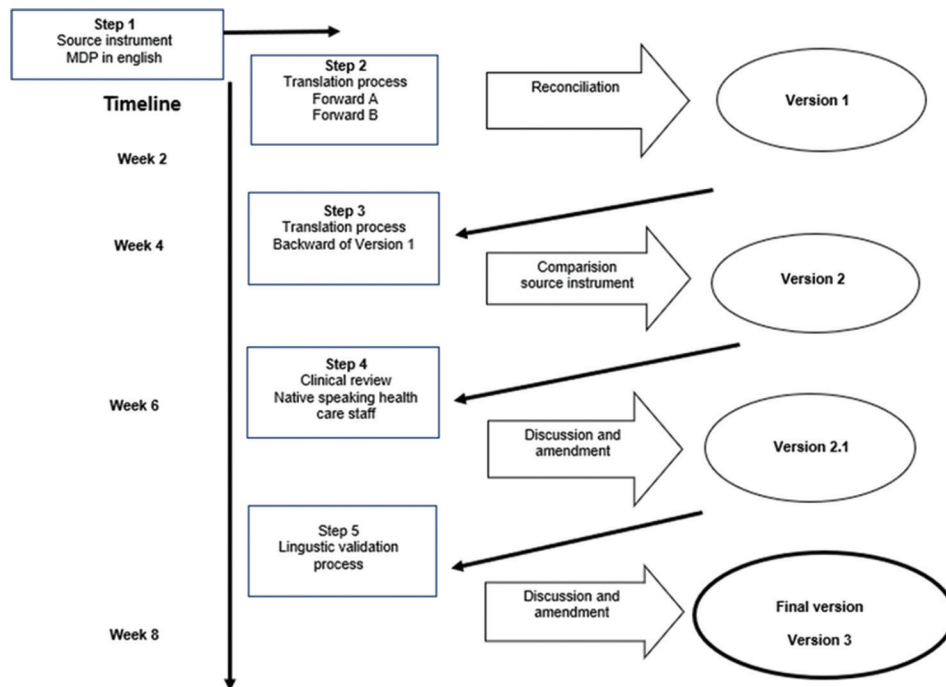 Step 1
Source instrument
MDP in english
Timeline
Step 2
Translation process
Forward A
Forward B
Reconciliation
Version 1
Week 2
Step 3
Translation process
Backward of Version 1
Week 4
Comparision
source instrument
Version 2
Step 4
Clinical review
Native speaking health
care staff
Week 6
Discussion and
amendment
Version 2.1
Step 5
Lingustic validation
process
Discussion and
amendment
Final version
Version 3
Week 8